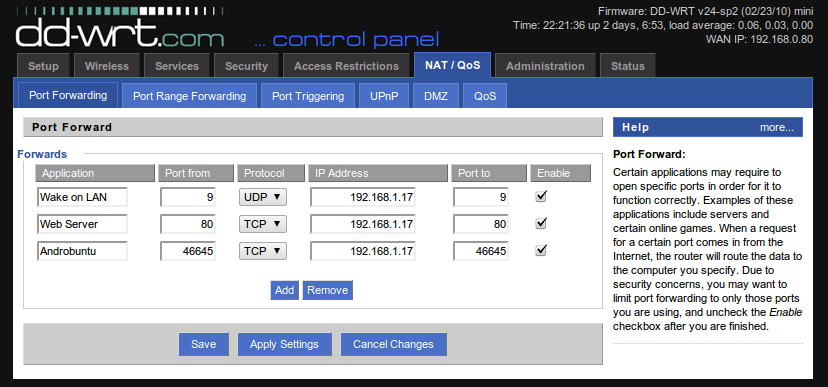 Firmware: DD-WRT v24-sp2 (02/23/10) mini
Time: 22:21:36 up 2 days, 6:53, load average: 0.06, 0.03, 0.00
WAN IP: 192.168.0.80
dd-wrt.com ... control panel
Setup Wireless Services Security Access Restrictions NAT / QoS Administration Status
Port Forwarding Port Range Forwarding Port Triggering UPnP DMZ QoS
Port Forward
Forwards
Application Port from Protocol IP Address Port to Enable
Wake on LAN 9 UDP ▼ 192.168.1.17 9
Web Server 80 TCP ▼ 192.168.1.17 80
Androbuntu 46645 TCP ▼ 192.168.1.17 46645
Add Remove
Save Apply Settings Cancel Changes
Help more...
Port Forward:
Certain applications may require to
open specific ports in order for it to
function correctly. Examples of these
applications include servers and
certain online games. When a request
for a certain port comes in from the
Internet, the router will route the data to
the computer you specify. Due to
security concerns, you may want to
limit port forwarding to only those ports
you are using, and uncheck the Enable
checkbox after you are finished.